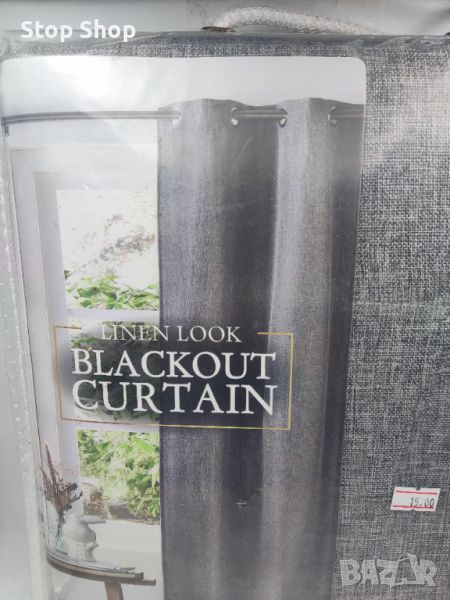 Stop Shop
LINEN LOOK
BLACKOUT
CURTAIN
15.00
BAZAR